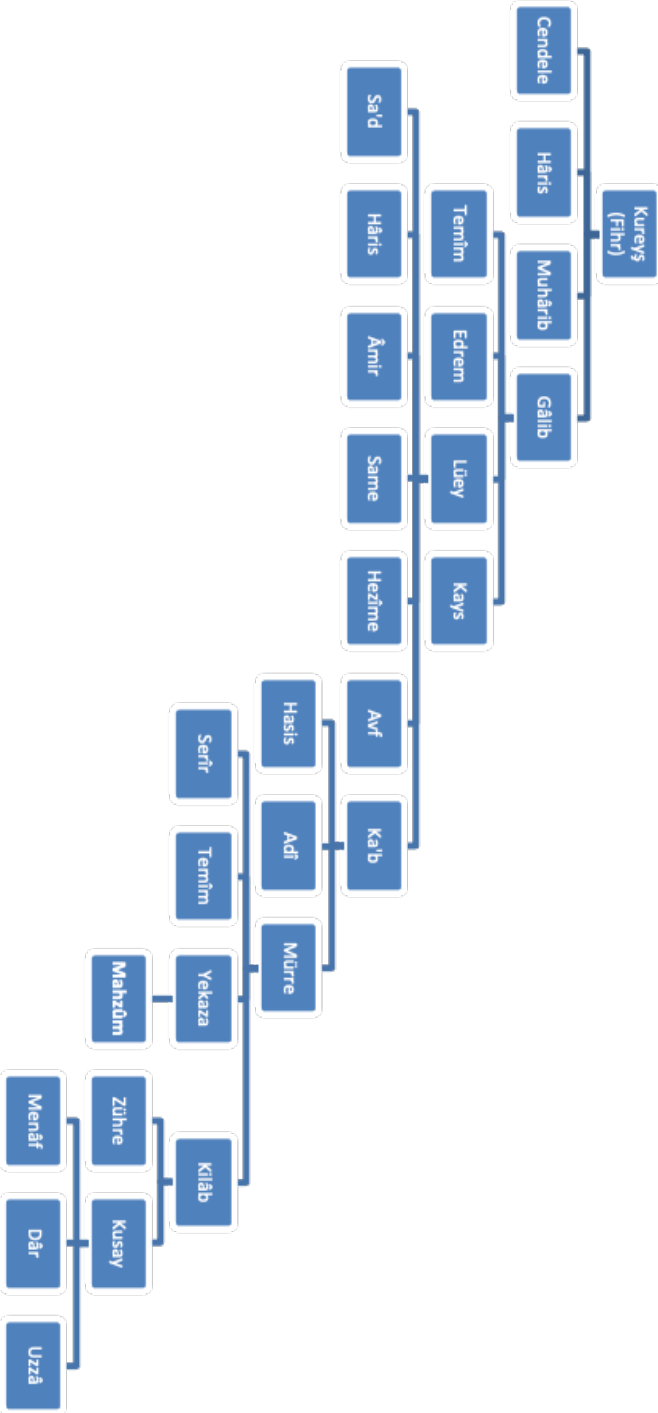 Kureyş
(Fihr)
Cendele
Hâris
Muhârib
Gâlib
Temîm
Edrem
Lüey
Kays
Sa'd
Hâris
Âmir
Same
Hezîme
Avf
Ka'b
Hasis
Adî
Mürre
Serîr
Temîm
Yekaza
Kilâb
Mahzûm
Zühre
Kusay
Menâf
Dâr
Uzzâ